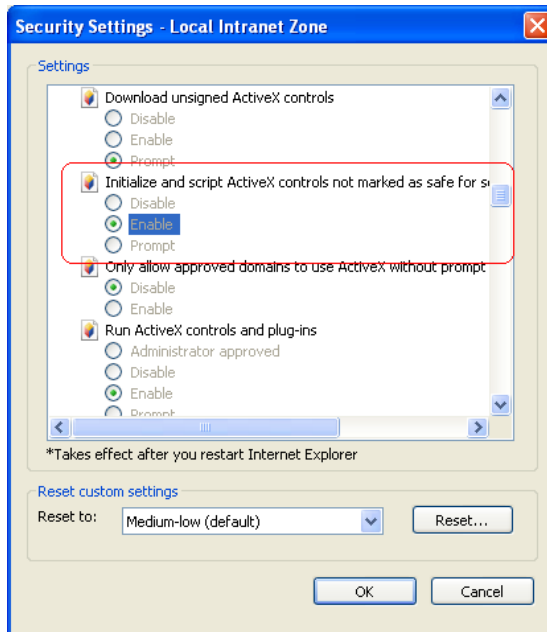 Security Settings - Local Intranet Zone
Settings
Download unsigned ActiveX controls
Disable
Enable
Prompt
Initialize and script ActiveX controls not marked as safe for
Disable
Enable
Prompt
Only allow approved domains to use ActiveX without prompt
Disable
Enable
Run ActiveX controls and plug-ins
Administrator approved
Disable
Enable
Prompt
*Takes effect after you restart Internet Explorer
Reset custom settings
Reset to:
Medium-low (default)
Reset...
OK
Cancel